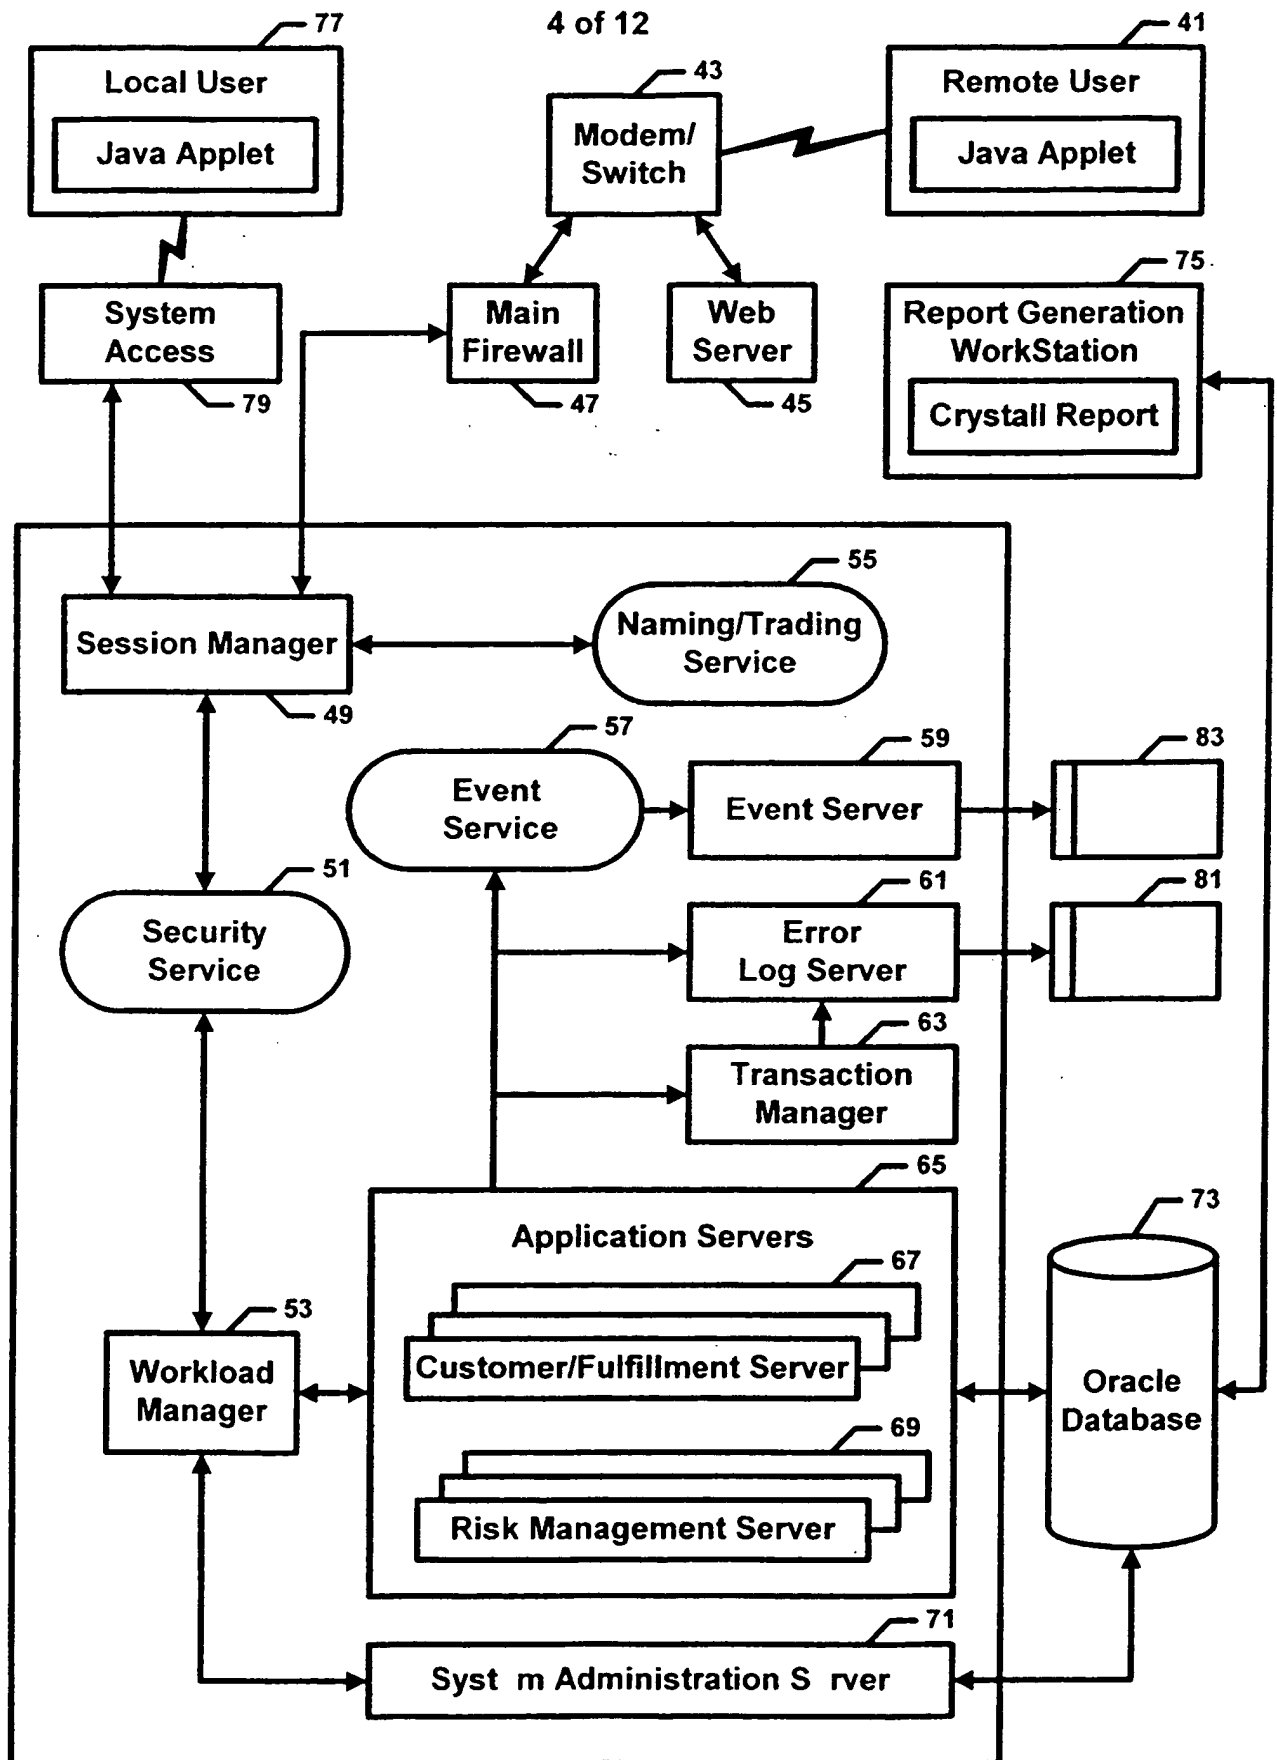 4 of 12
77
Local User
Java Applet
43
Modem/
Switch
41
Remote User
Java Applet
System
Access
79
Main
Firewall
47
Web
Server
45
75
Report Generation
WorkStation
Crystall Report
Session Manager
49
55
Naming/Trading
Service
57
Event
Service
59
Event Server
83
51
Security
Service
61
Error
Log Server
81
63
Transaction
Manager
65
Application Servers
67
Customer/Fulfillment Server
69
Risk Management Server
53
Workload
Manager
73
Oracle
Database
71
Syst m Administration S rver